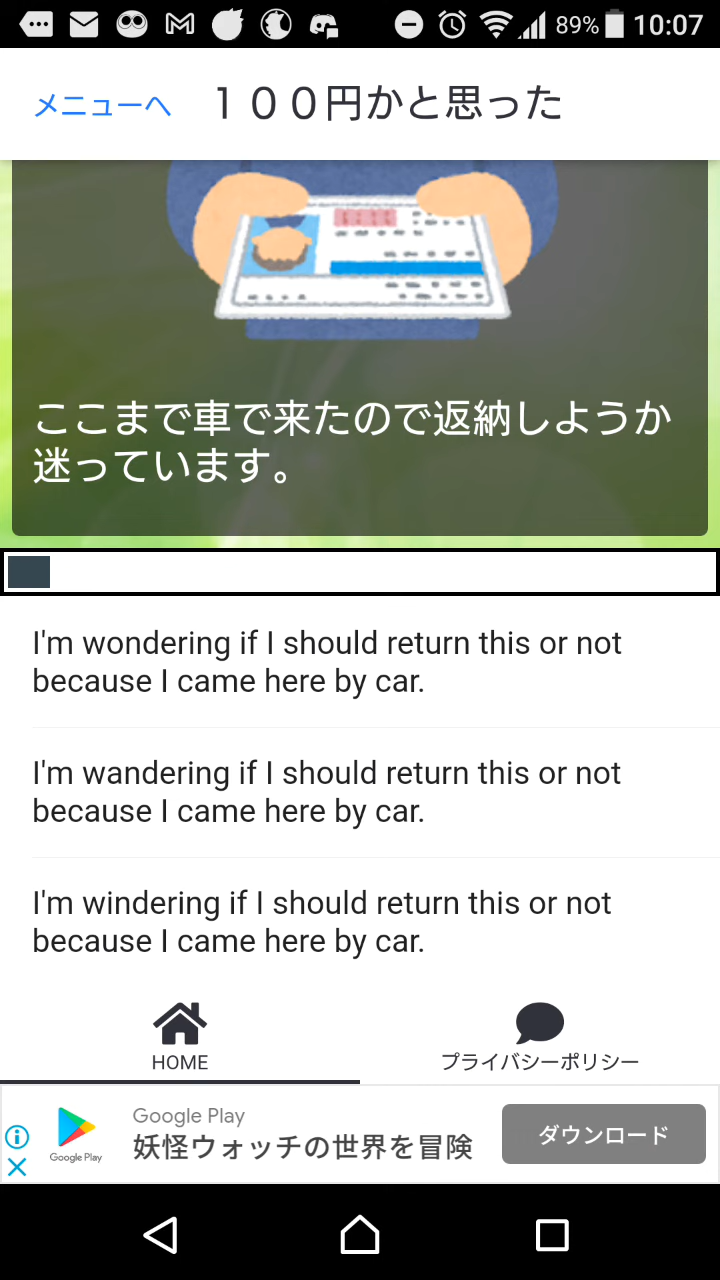 89% 10:07
メニューへ １００円かと思った
ここまで車で来たので返納しようか
迷っています。
I'm wondering if I should return this or not
because I came here by car.
I'm wandering if I should return this or not
because I came here by car.
I'm windering if I should return this or not
because I came here by car.
HOME プライバシーポリシー
Google Play
妖怪ウォッチの世界を冒険
Google Play
ダウンロード